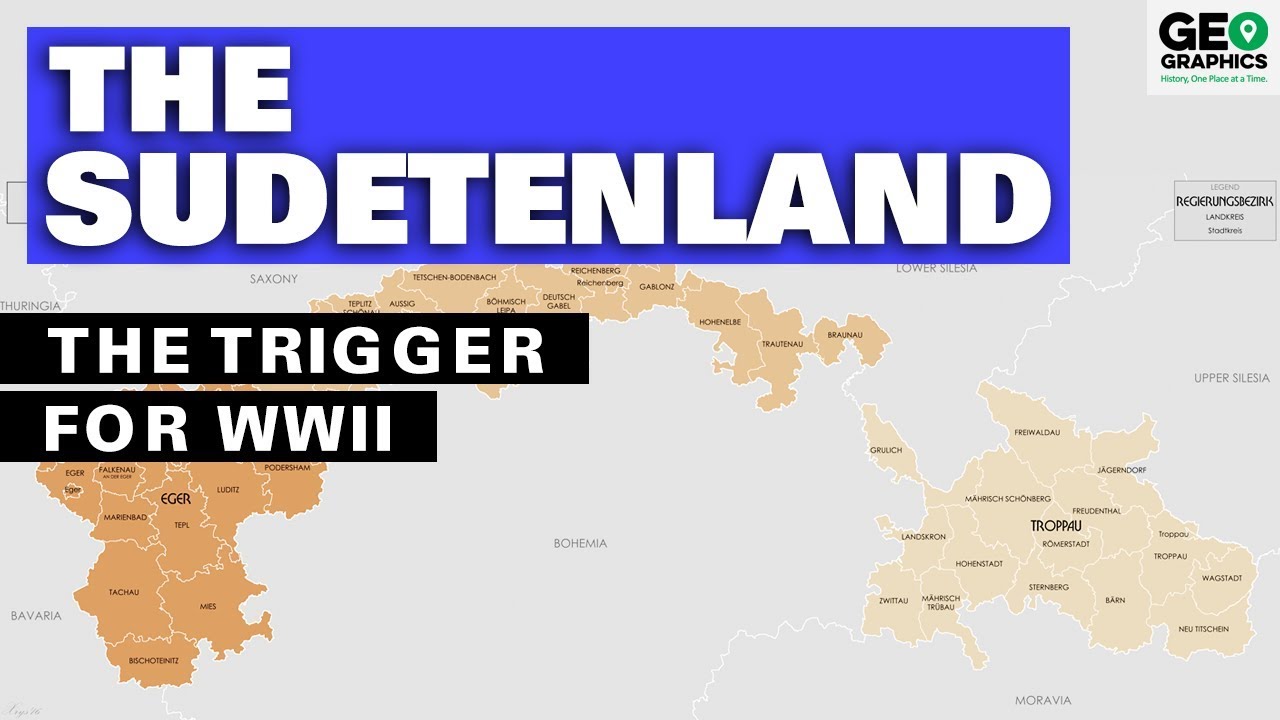 THE
SUDETENLAND
GEO
GRAPHICS
History, One Place at a Time.
LEGEND
REGIERUNGSBEZIRK
LANDKREIS
Stadtkreis
SAXONY
LOWER SILESIA
THURINGIA
TETSCHEN-BODENBACH
REICHENBERG
Reichenberg
GABLONZ
TEPLITZ
SCHÖNAU
AUSSIG
BÖHMISCH
LEIPA
DEUTSCH
GABEL
HOHENELBE
TRAUTENAU
BRAUNAU
THE TRIGGER
FOR WWII
UPPER SILESIA
FREIWALDAU
GRULICH
JÄGERNDORF
EGER
Eger
FALKENAU
AN DER EGER
EGER
LUDITZ
PODERSHAM
MARIENBAD
TEPL
MÄHRISCH SCHÖNBERG
FREUDENTHAL
TROPPAU
LANDSKRON
RÖMERSTADT
Troppau
TROPPAU
BOHEMIA
HOHENSTADT
WAGSTADT
TACHAU
MIES
STERNBERG
BÄRN
ZWITTAU
MÄHRISCH
TRÜBAU
NEU TITSCHEIN
BAVARIA
BISCHOTEINITZ
MORAVIA